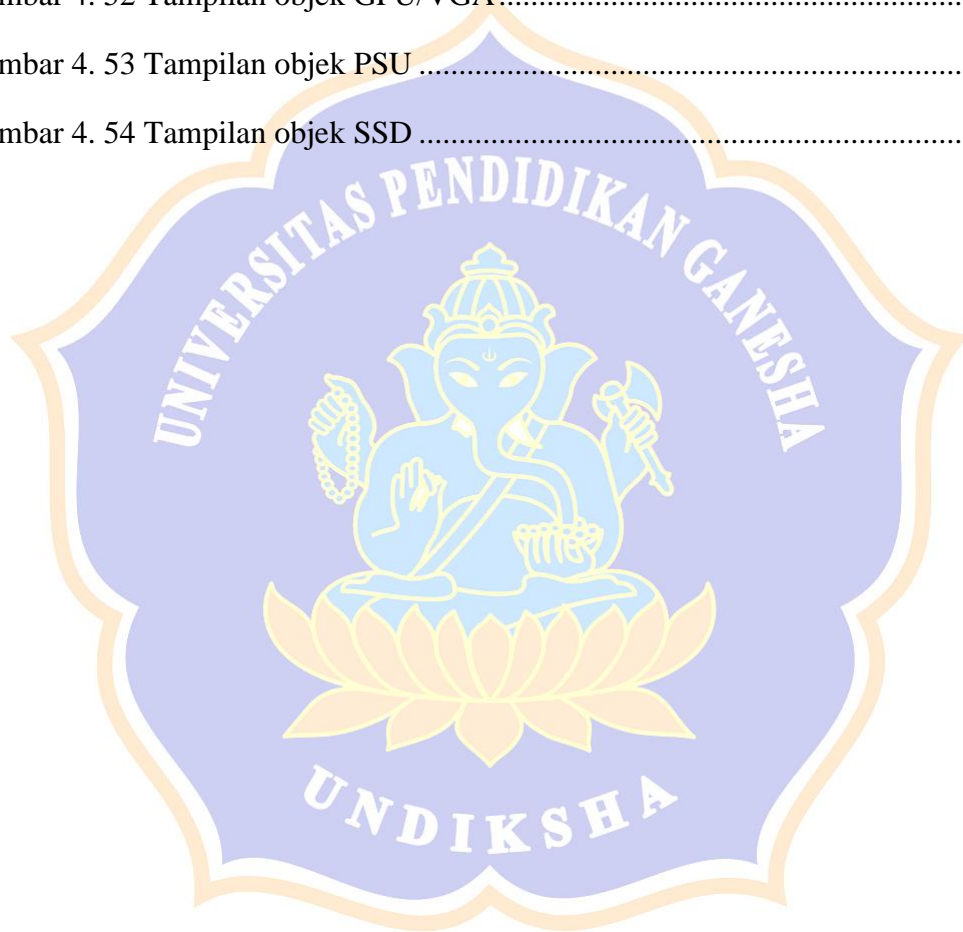 mbar 4. 52 Tampilan objek GPU/VGA........................................................
mbar 4. 53 Tampilan objek PSU ..................................................................
mbar 4. 54 Tampilan objek SSD ..................................................................
UNIVERSITAS PENDIDIKAN GANESHA
UNDIKSHA